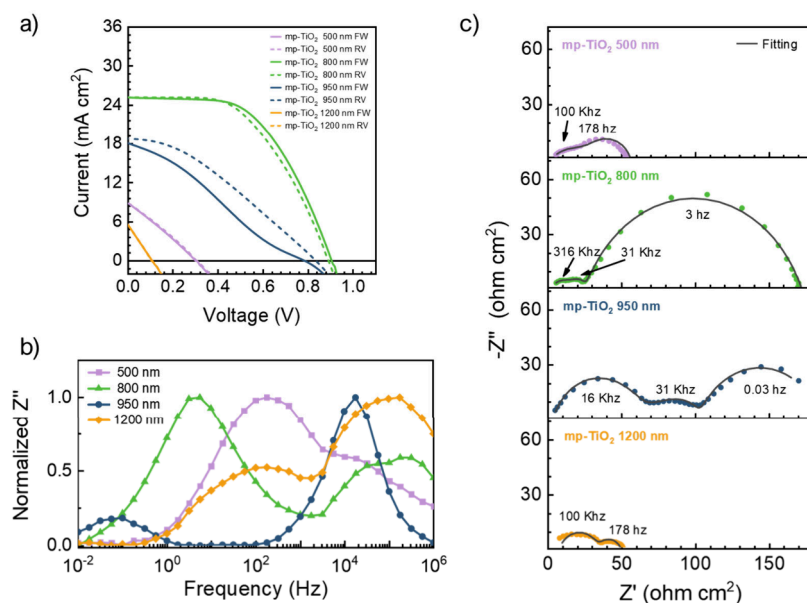 a)
Current (mA cm²)
36
30
24
18
12
6
0
0.0 0.2 0.4 0.6 0.8 1.0
Voltage (V)
mp-TiO₂ 500 nm FW
mp-TiO₂ 500 nm RV
mp-TiO₂ 800 nm FW
mp-TiO₂ 800 nm RV
mp-TiO₂ 950 nm FW
mp-TiO₂ 950 nm RV
mp-TiO₂ 1200 nm FW
mp-TiO₂ 1200 nm RV
b)
Normalized Z"
1.0
0.5
0.0
10⁻² 10⁻¹ 10⁰ 10¹ 10² 10³ 10⁴ 10⁵ 10⁶
Frequency (Hz)
500 nm
800 nm
950 nm
1200 nm
c)
-Z" (ohm cm²)
60
30
mp-TiO₂ 500 nm
Fitting
100 Khz
178 hz
60
30
mp-TiO₂ 800 nm
316 Khz
31 Khz
3 hz
60
30
mp-TiO₂ 950 nm
16 Khz
31 Khz
0.03 hz
60
30
mp-TiO₂ 1200 nm
100 Khz
178 hz
0 50 100 150
Z' (ohm cm²)